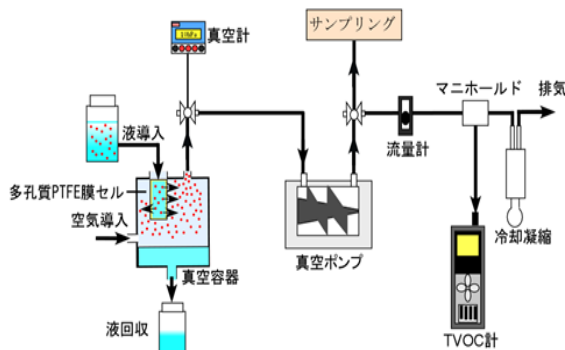 サンプリング
真空計
マニホールド
排気
液導入
流量計
多孔質PTFE膜セル
空気導入
冷却凝縮
真空ポンプ
真空容器
液回収
TVOC計